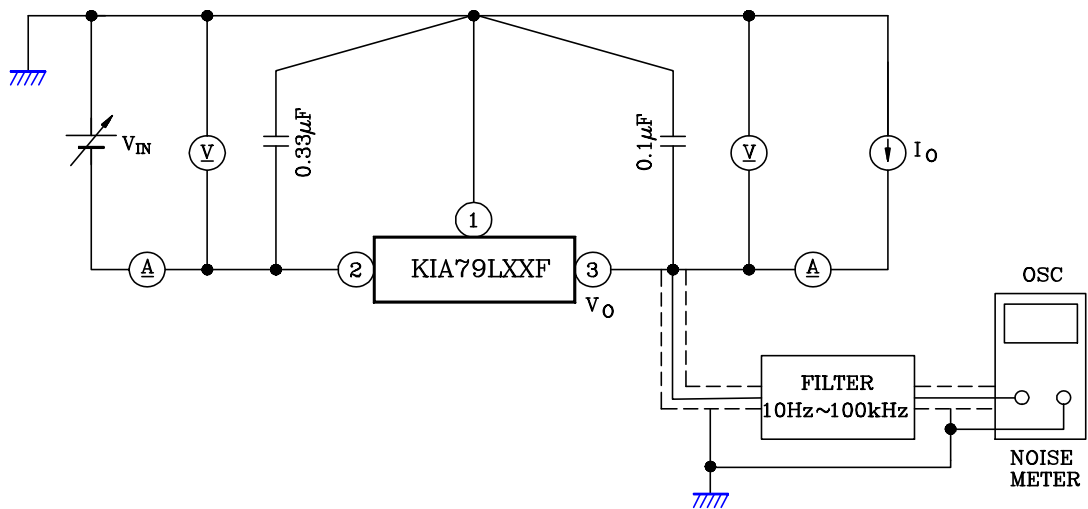 V_IN
V
0.33μF
0.1μF
V
I_O
1
A
2
KIA79LXXF
3
V_O
A
OSC
FILTER
10Hz~100kHz
NOISE
METER